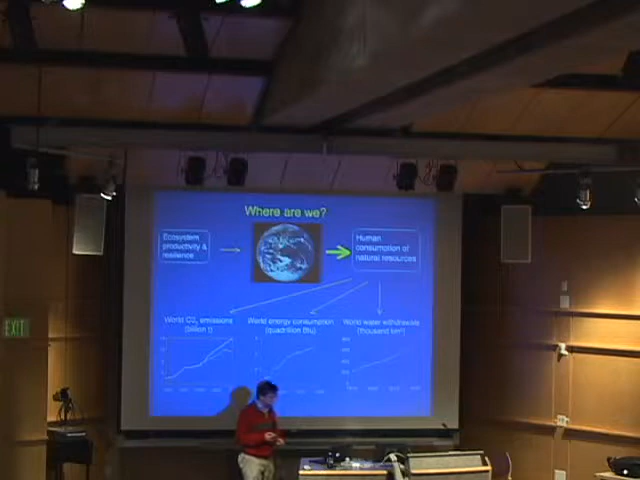 Where are we?
Ecosystem
productivity &
resilience
Human
consumption of
natural resources
World CO₂ emissions
(billion t)
World energy consumption
(quadrillion Btu)
World water withdrawals
(thousand km³)
EXIT